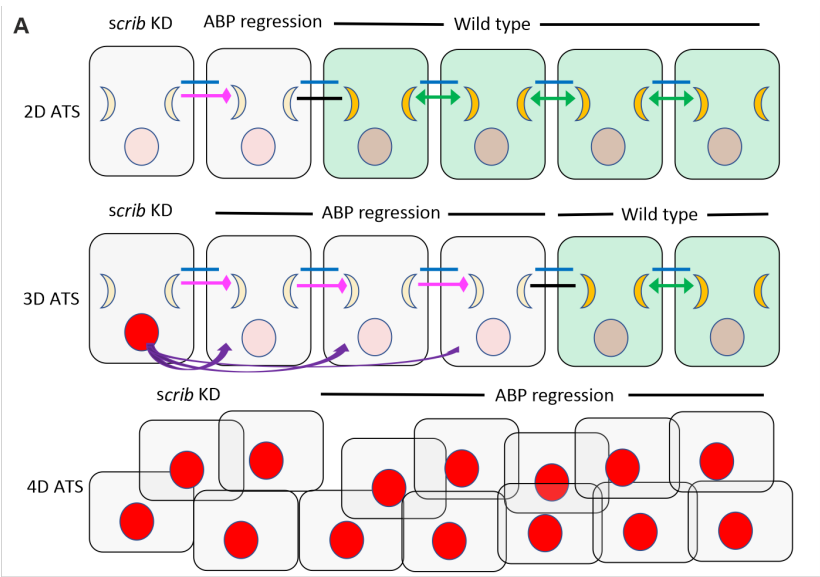 A
scrib KD ABP regression Wild type
2D ATS
scrib KD ABP regression Wild type
3D ATS
scrib KD ABP regression
4D ATS